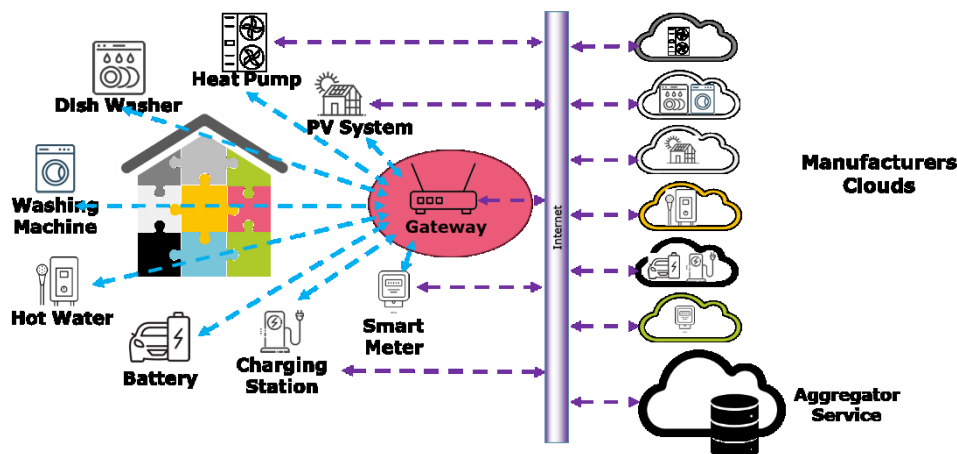 Heat Pump
Dish Washer
PV System
Washing
Machine
Gateway
Hot Water
Smart
Meter
Battery
Charging
Station
Internet
Manufacturers
Clouds
Aggregator
Service